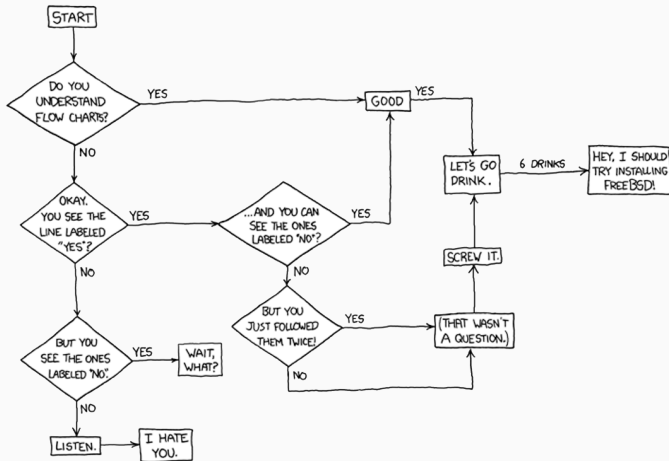 START
DO YOU
UNDERSTAND
FLOW CHARTS?
YES
GOOD
YES
NO
LET'S GO
DRINK.
6 DRINKS
HEY, I SHOULD
TRY INSTALLING
FREEBSD!
OKAY.
YOU SEE THE
LINE LABELED
"YES"?
YES
...AND YOU CAN
SEE THE ONES
LABELED "NO"?
YES
NO
NO
SCREW IT.
BUT YOU
JUST FOLLOWED
THEM TWICE!
YES
(THAT WASN'T
A QUESTION.)
NO
BUT YOU
SEE THE ONES
LABELED "NO".
YES
WAIT,
WHAT?
NO
LISTEN.
I HATE
YOU.